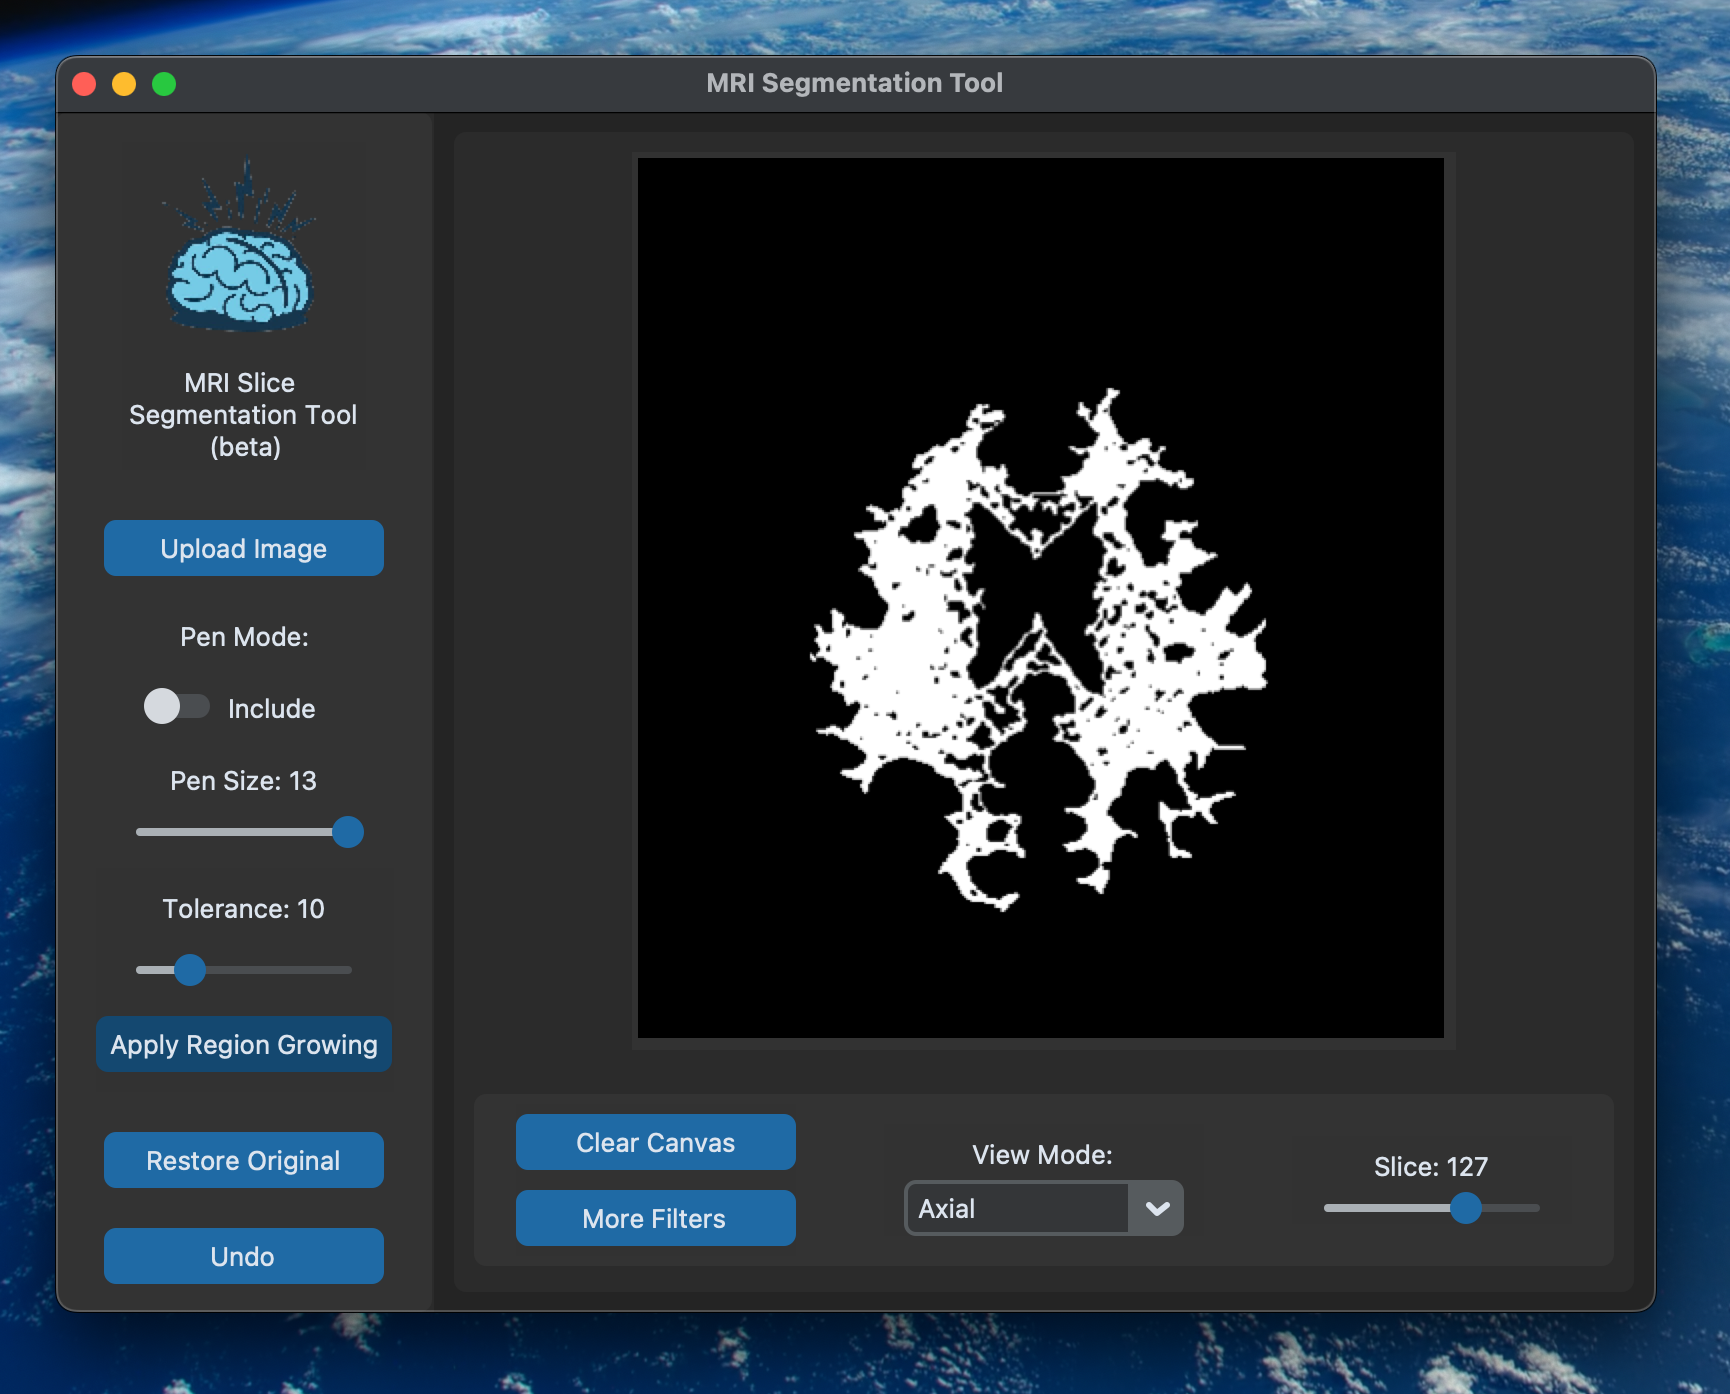 MRI Segmentation Tool
MRI Slice
Segmentation Tool
(beta)
Upload Image
Pen Mode:
Include
Pen Size: 13
Tolerance: 10
Apply Region Growing
Restore Original
Undo
Clear Canvas
More Filters
View Mode:
Axial
Slice: 127